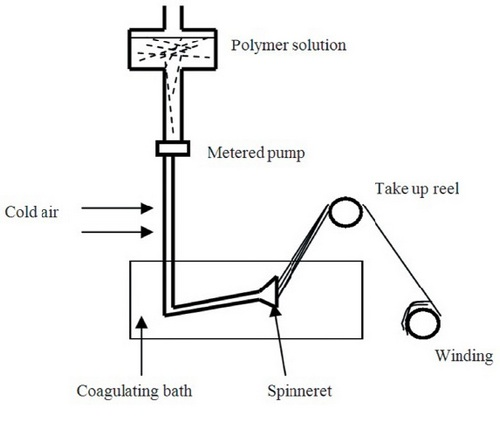 Polymer solution
Metered pump
Take up reel
Cold air
Winding
Coagulating bath
Spinneret